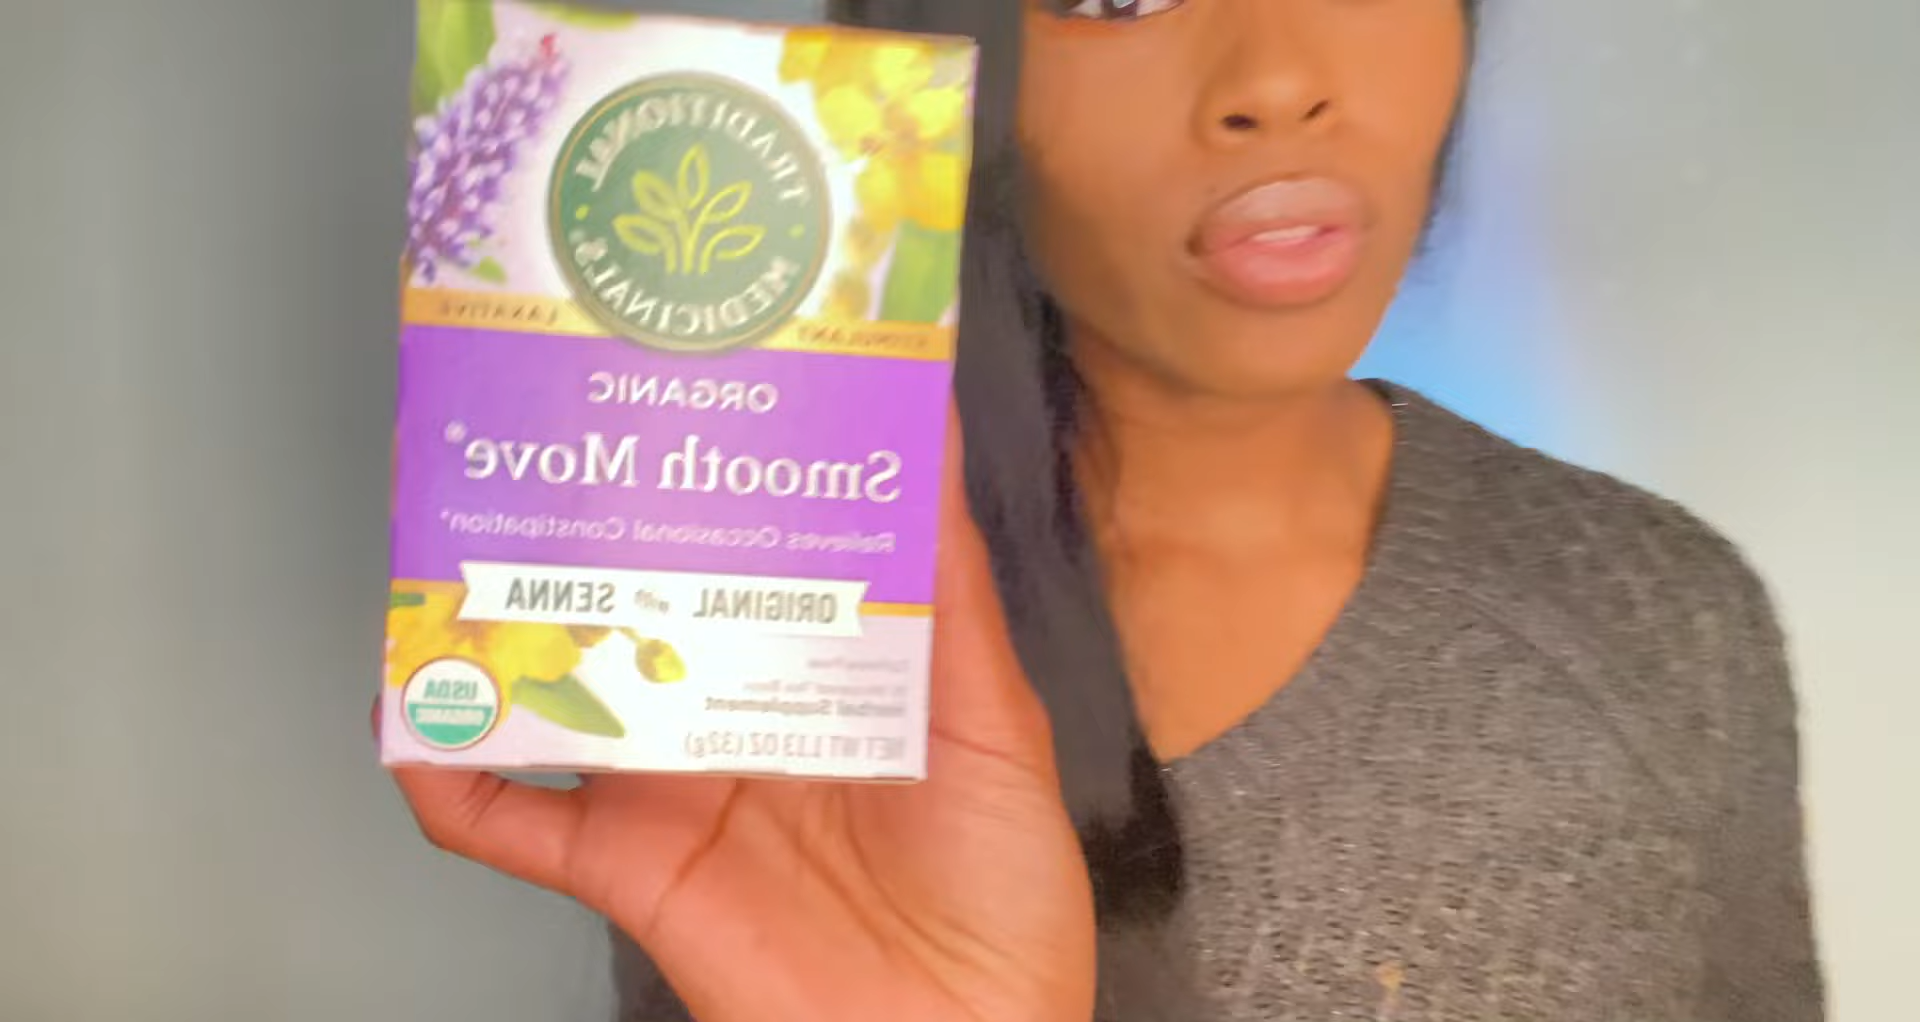 TRADITIONAL
MEDICINALS®
STIMULANT LAXATIVE
ORGANIC
Smooth Move®
Relieves Occasional Constipation*
ORIGINAL with SENNA
Herbal Supplement
NET WT 1.13 OZ (32g)
USDA
ORGANIC